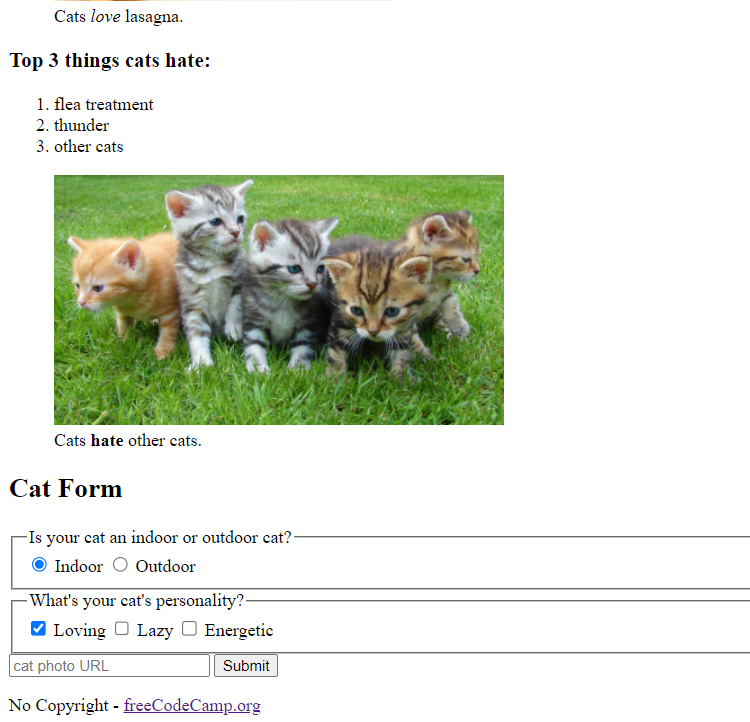 Cats love lasagna.
Top 3 things cats hate:
1. flea treatment
2. thunder
3. other cats
Cats hate other cats.
Cat Form
Is your cat an indoor or outdoor cat?
Indoor Outdoor
What's your cat's personality?
Loving Lazy Energetic
cat photo URL Submit
No Copyright - freeCodeCamp.org